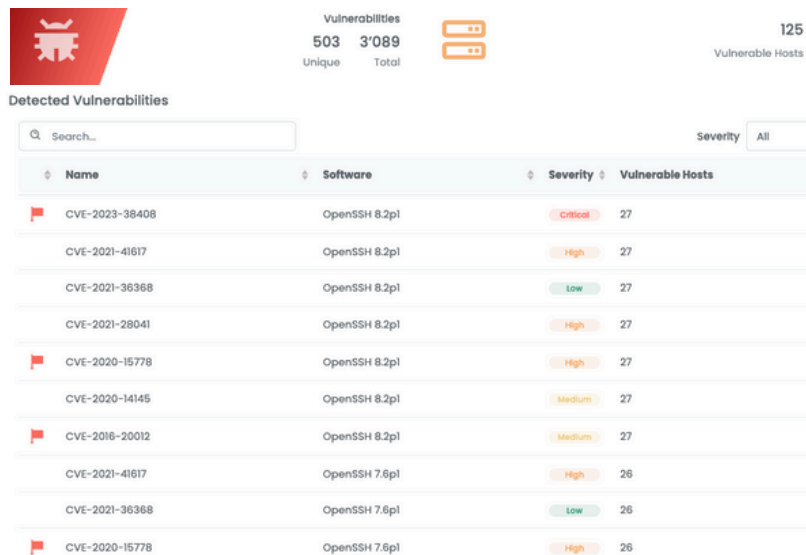 Vulnerabilities
503 3’089
Unique Total
125
Vulnerable Hosts
Detected Vulnerabilities
Search... Severity All
Name Software Severity Vulnerable Hosts
CVE-2023-38408 OpenSSH 8.2p1 Critical 27
CVE-2021-41617 OpenSSH 8.2p1 High 27
CVE-2021-36368 OpenSSH 8.2p1 Low 27
CVE-2021-28041 OpenSSH 8.2p1 High 27
CVE-2020-15778 OpenSSH 8.2p1 High 27
CVE-2020-14145 OpenSSH 8.2p1 Medium 27
CVE-2016-20012 OpenSSH 8.2p1 Medium 27
CVE-2021-41617 OpenSSH 7.6p1 High 26
CVE-2021-36368 OpenSSH 7.6p1 Low 26
CVE-2020-15778 OpenSSH 7.6p1 High 26